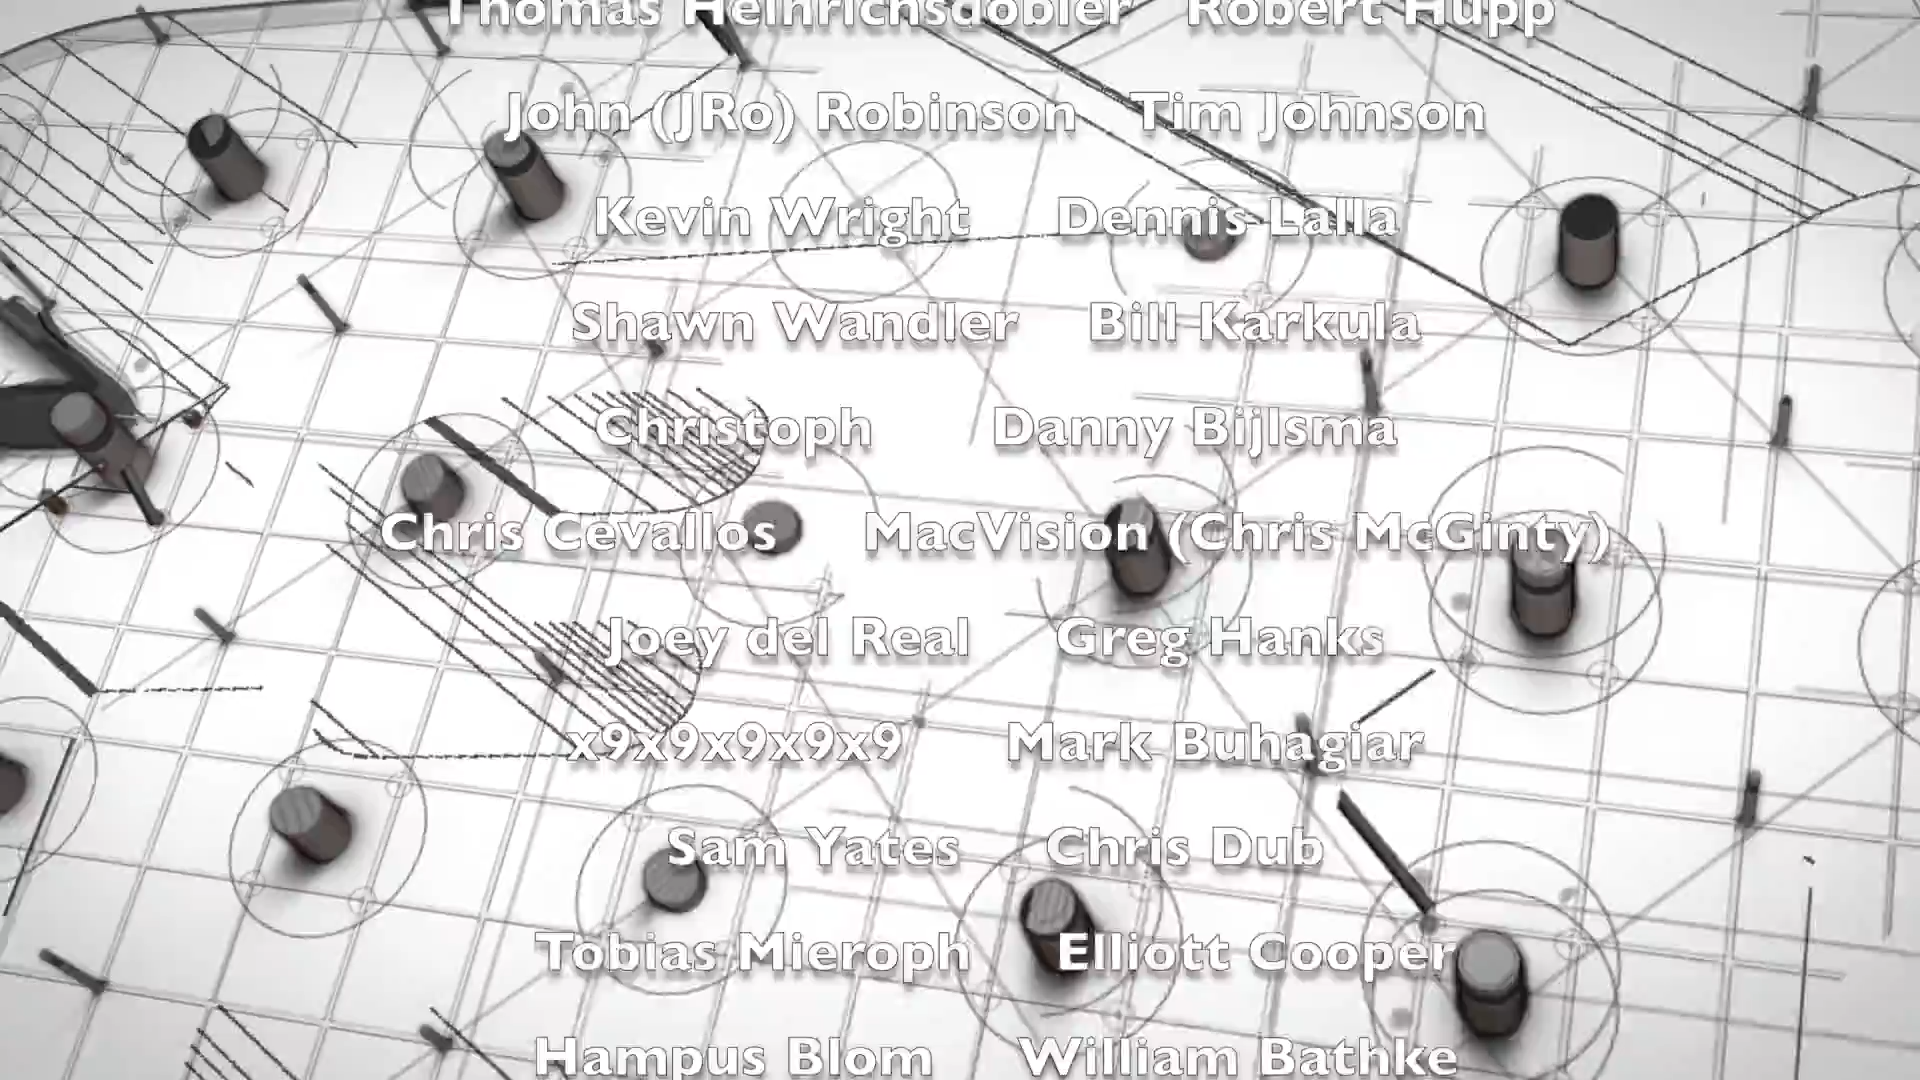 Thomas Heinrichsdobler Robert Hupp
John (JRo) Robinson Tim Johnson
Kevin Wright Dennis Lalla
Shawn Wandler Bill Karkula
Christoph Danny Bijlsma
Chris Cevallos MacVision (Chris McGinty)
Joey del Real Greg Hanks
x9x9x9x9x9 Mark Buhagiar
Sam Yates Chris Dub
Tobias Mieroph Elliott Cooper
Hampus Blom William Bathke